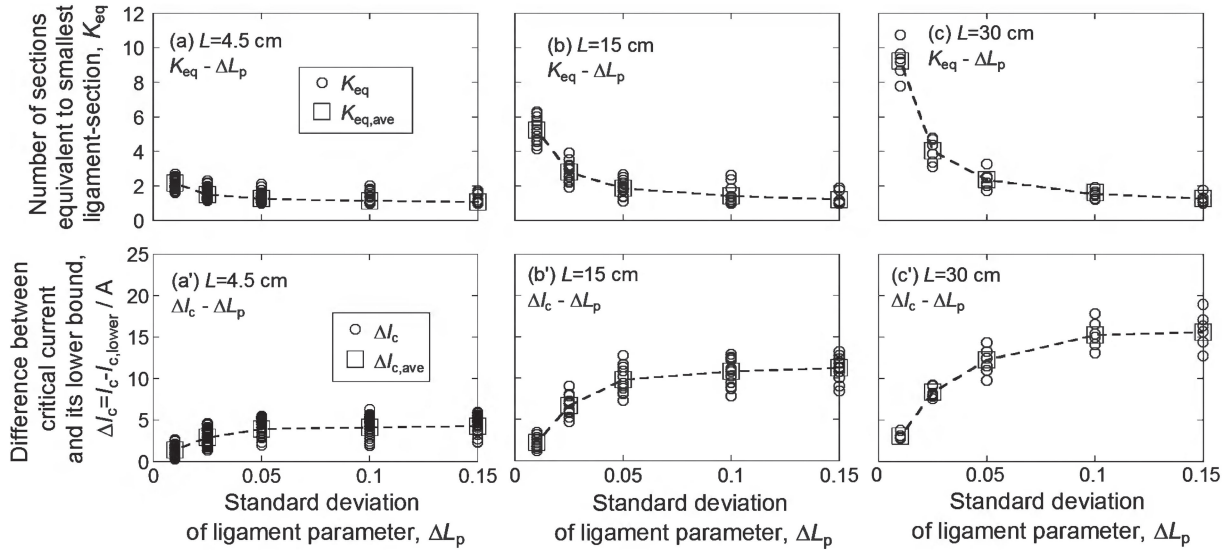 Number of sections
equivalent to smallest
ligament-section, Keq
12
10
8
6
4
2
0
(a) L=4.5 cm
Keq - ΔLp
Keq
Keq,ave
(b) L=15 cm
Keq - ΔLp
(c) L=30 cm
Keq - ΔLp
Difference between
critical current
and its lower bound,
ΔIc=Ic-Ic,lower / A
25
20
15
10
5
0
(a') L=4.5 cm
ΔIc - ΔLp
ΔIc
ΔIc,ave
(b') L=15 cm
ΔIc - ΔLp
(c') L=30 cm
ΔIc - ΔLp
0 0.05 0.1 0.15
0 0.05 0.1 0.15
0 0.05 0.1 0.15
Standard deviation
of ligament parameter, ΔLp
Standard deviation
of ligament parameter, ΔLp
Standard deviation
of ligament parameter, ΔLp